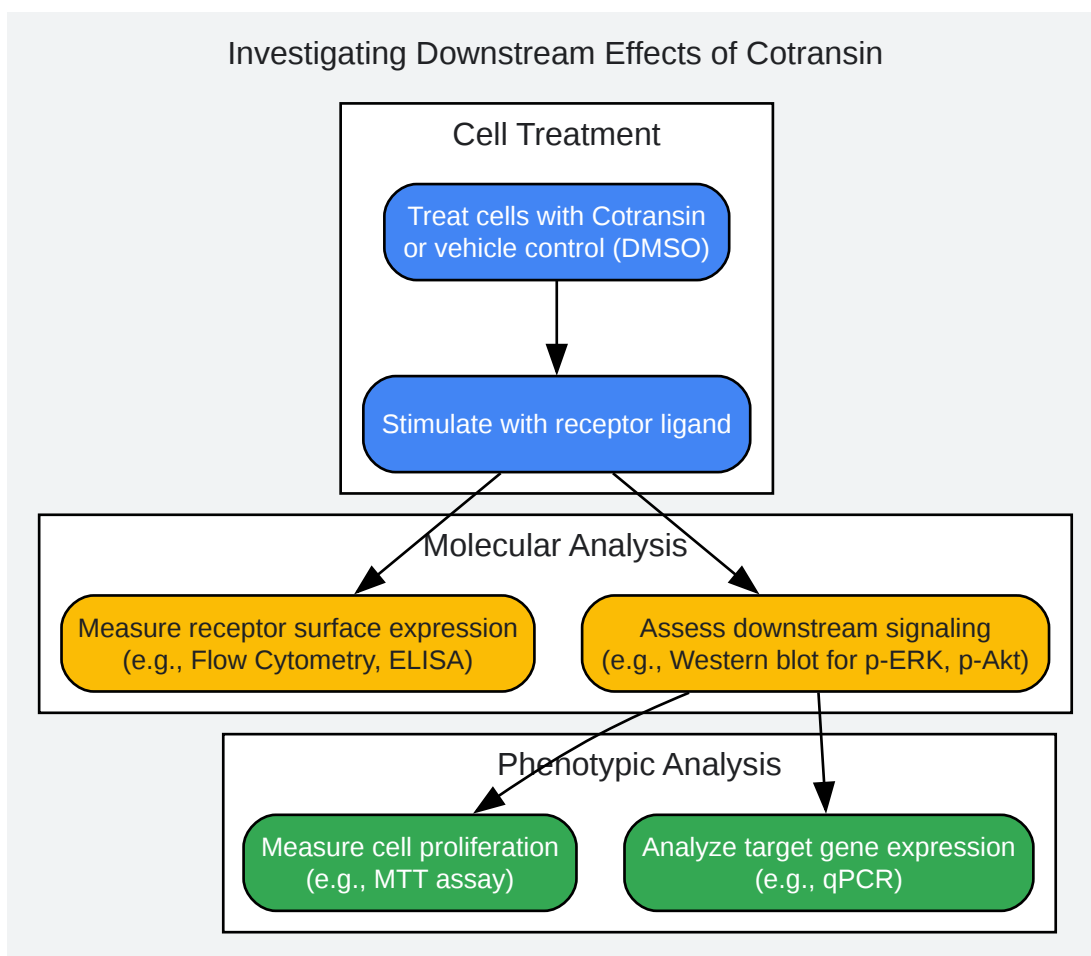 Investigating Downstream Effects of Cotransin
Cell Treatment
Treat cells with Cotransin
or vehicle control (DMSO)
Stimulate with receptor ligand
Molecular Analysis
Measure receptor surface expression
(e.g., Flow Cytometry, ELISA)
Assess downstream signaling
(e.g., Western blot for p-ERK, p-Akt)
Phenotypic Analysis
Measure cell proliferation
(e.g., MTT assay)
Analyze target gene expression
(e.g., qPCR)